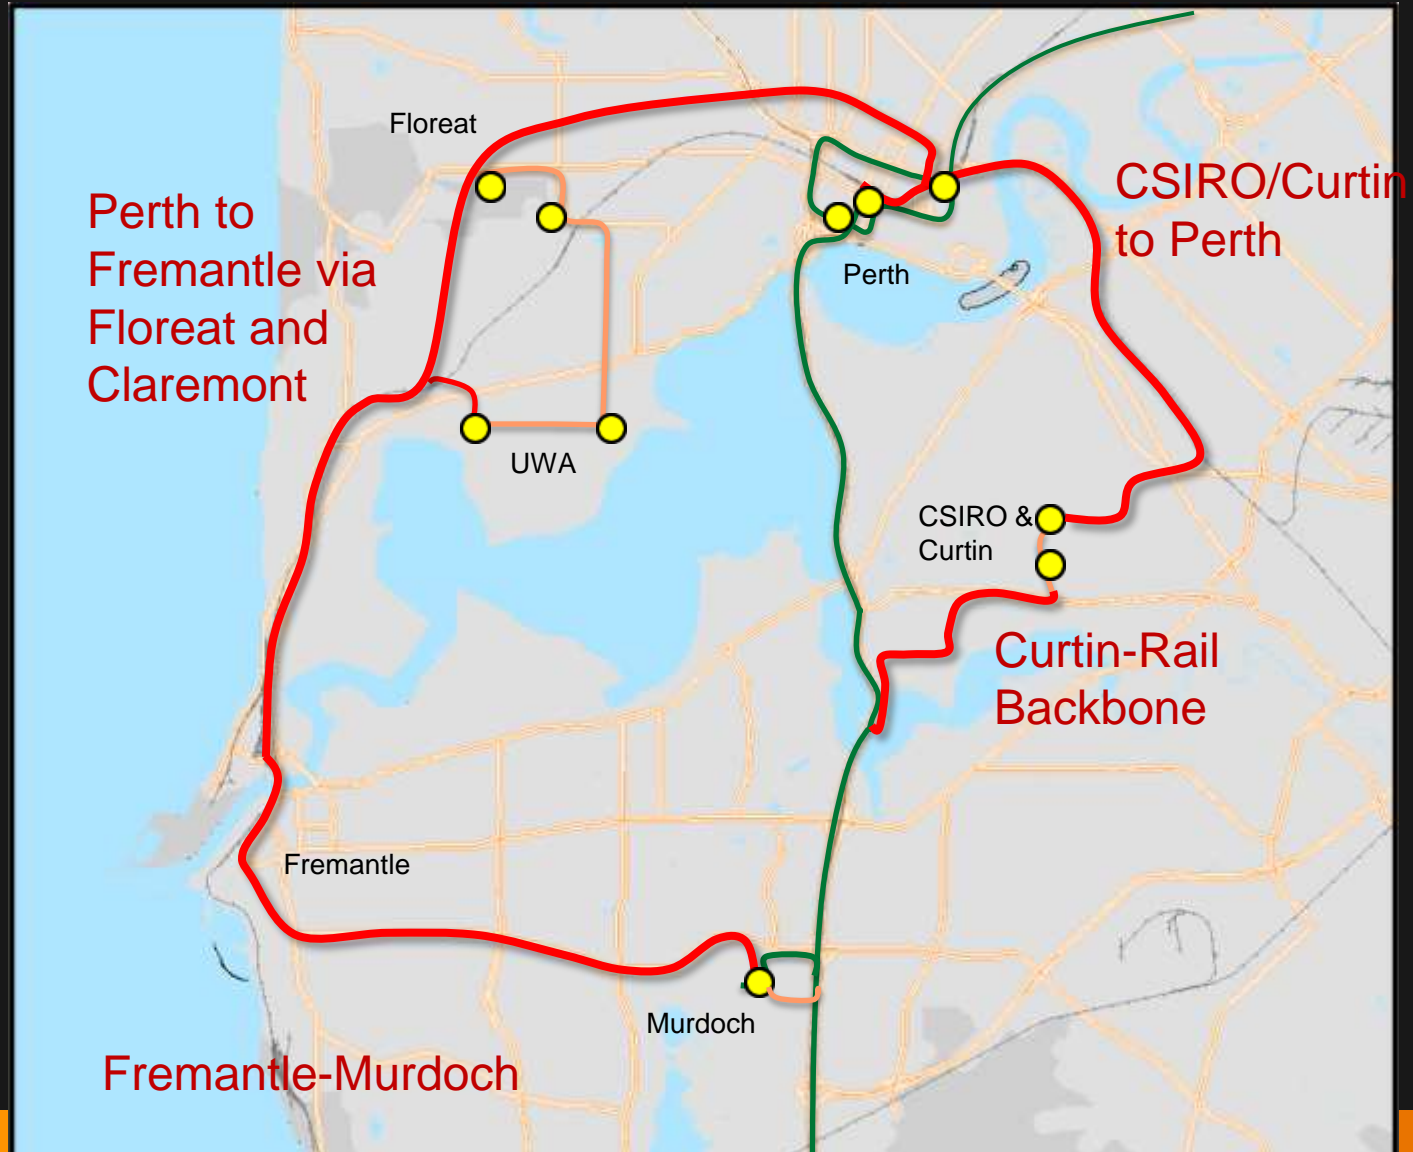 Floreat
Perth to
Fremantle via
Floreat and
Claremont
CSIRO/Curtin
to Perth
Perth
UWA
CSIRO &
Curtin
Curtin-Rail
Backbone
Fremantle
Murdoch
Fremantle-Murdoch